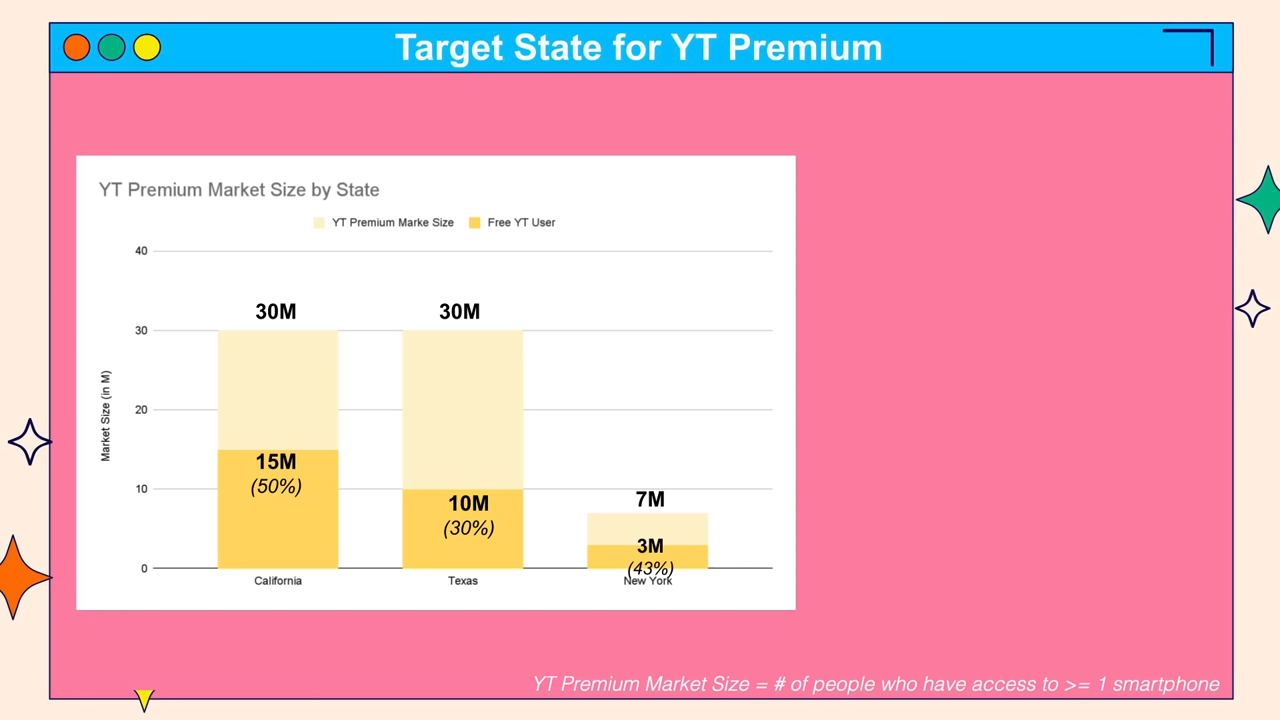 Target State for YT Premium
YT Premium Market Size by State
YT Premium Marke Size Free YT User
40
30M 30M
30
Market Size (in M)
20
15M
(50%)
10
7M
10M
(30%)
3M
(43%)
0
California Texas New York
YT Premium Market Size = # of people who have access to >= 1 smartphone